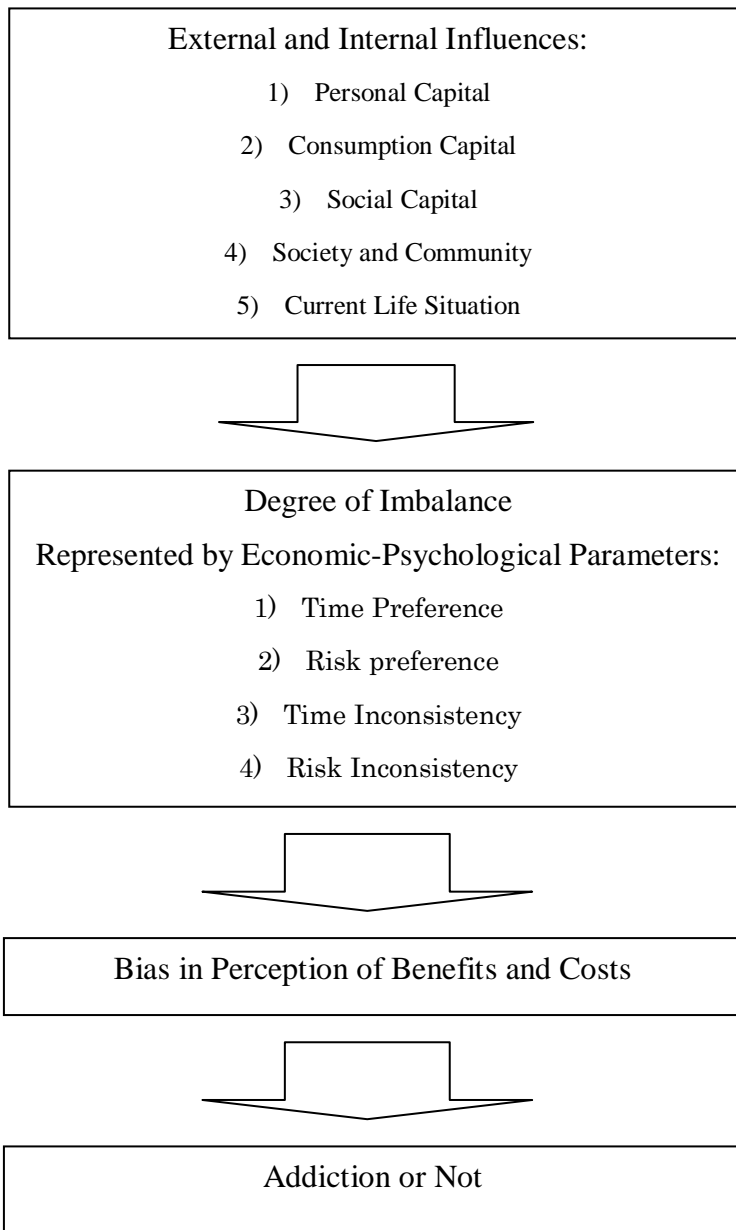 External and Internal Influences:
1) Personal Capital
2) Consumption Capital
3) Social Capital
4) Society and Community
5) Current Life Situation
Degree of Imbalance
Represented by Economic-Psychological Parameters:
1) Time Preference
2) Risk preference
3) Time Inconsistency
4) Risk Inconsistency
Bias in Perception of Benefits and Costs
Addiction or Not